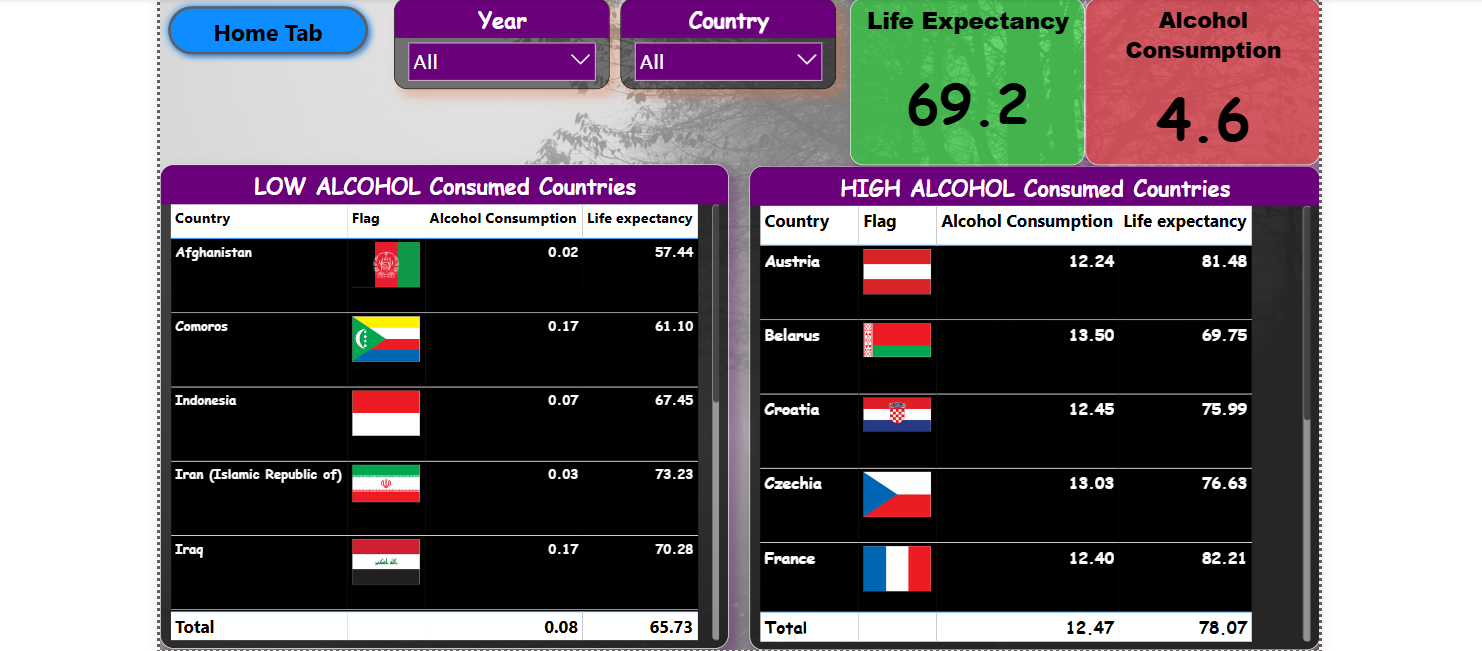 Home Tab
Year
All
Country
All
Life Expectancy
69.2
Alcohol
Consumption
4.6
LOW ALCOHOL Consumed Countries
Country Flag Alcohol Consumption Life expectancy
Afghanistan 0.02 57.44
Comoros 0.17 61.10
Indonesia 0.07 67.45
Iran (Islamic Republic of) 0.03 73.23
Iraq 0.17 70.28
Total 0.08 65.73
HIGH ALCOHOL Consumed Countries
Country Flag Alcohol Consumption Life expectancy
Austria 12.24 81.48
Belarus 13.50 69.75
Croatia 12.45 75.99
Czechia 13.03 76.63
France 12.40 82.21
Total 12.47 78.07